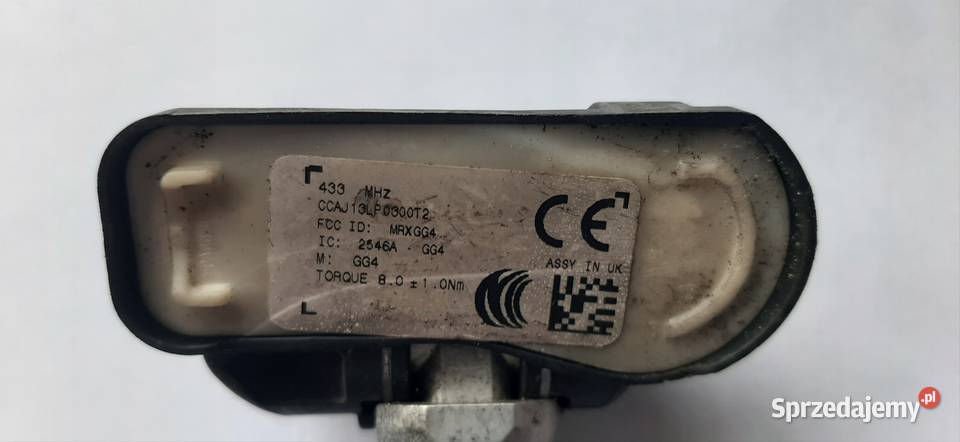 433 MHz
CCAJ13LP0300T2
FCC ID: MRXGG4
IC: 2546A - GG4
M: GG4
TORQUE 8.0 ±1.0Nm
CE
ASSY IN UK
Sprzedajemy.pl